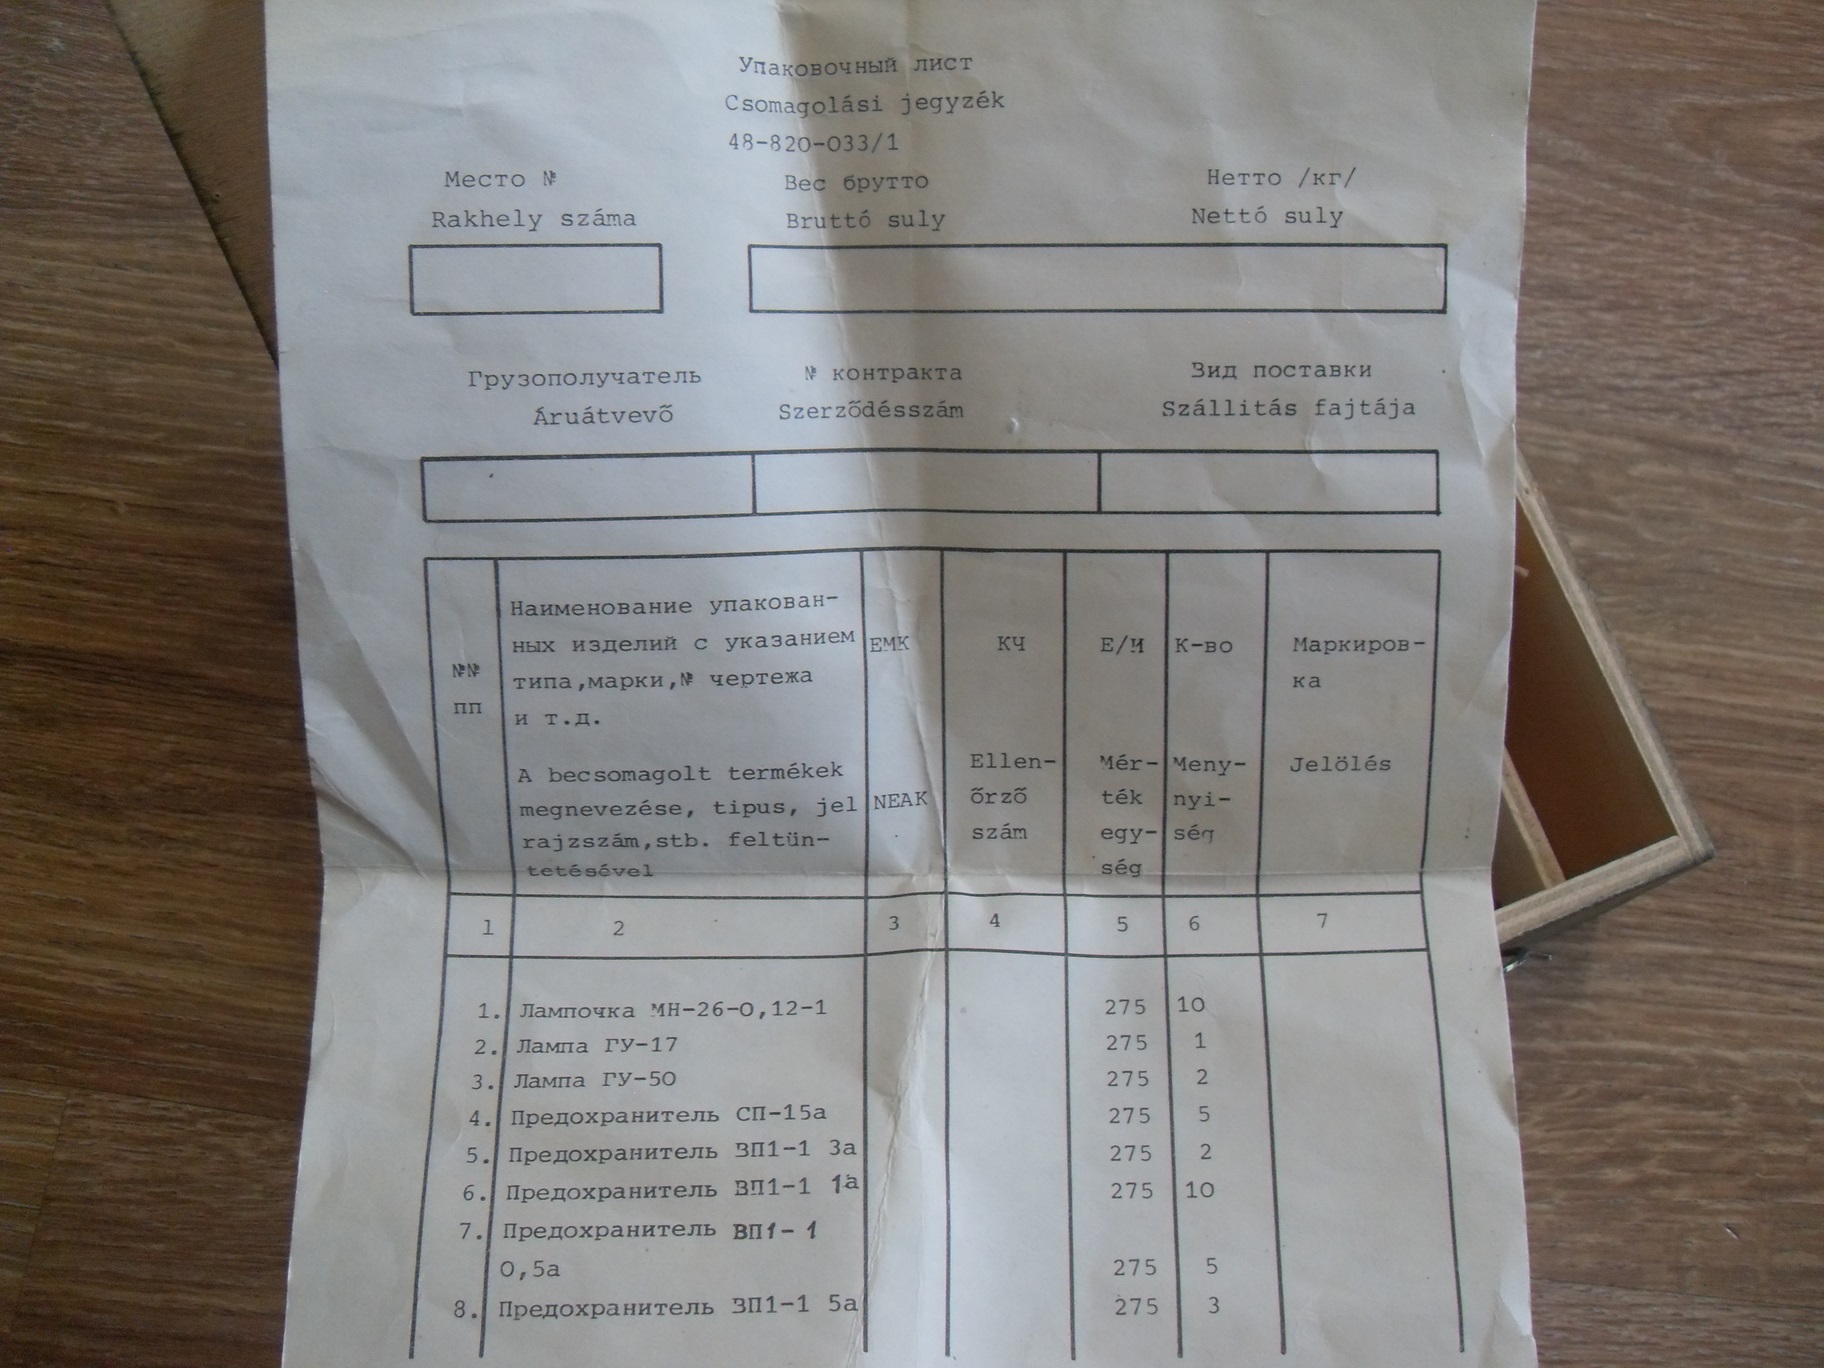 Упаковочный лист
Csomagolási jegyzék
48-820-033/1
Место № Вес брутто Нетто /кг/
Rakhely száma Bruttó suly Nettó suly
Грузополучатель № контракта Зид поставки
Áruátvevő Szerződésszám Szállitás fajtája
№№
пп
Наименование упакован-
ных изделий с указанием
типа,марки,№ чертежа
и т.д.
A becsomagolt termékek
megnevezése, tipus, jel
rajzszám,stb. feltün-
tetésével
ЕМК
NEAK
КЧ
Ellen-
őrző
szám
Е/И
Mér-
ték
egy-
ség
К-во
Meny-
nyi-
ség
Маркиров-
ка
Jelölés
1 2 3 4 5 6 7
1. Лампочка МН-26-0,12-1 275 10
2. Лампа ГУ-17 275 1
3. Лампа ГУ-50 275 2
4. Предохранитель СП-15а 275 5
5. Предохранитель ЗП1-1 3а 275 2
6. Предохранитель ВП1-1 1а 275 10
7. Предохранитель ВП1-1
0,5а 275 5
8. Предохранитель ЗП1-1 5а 275 3